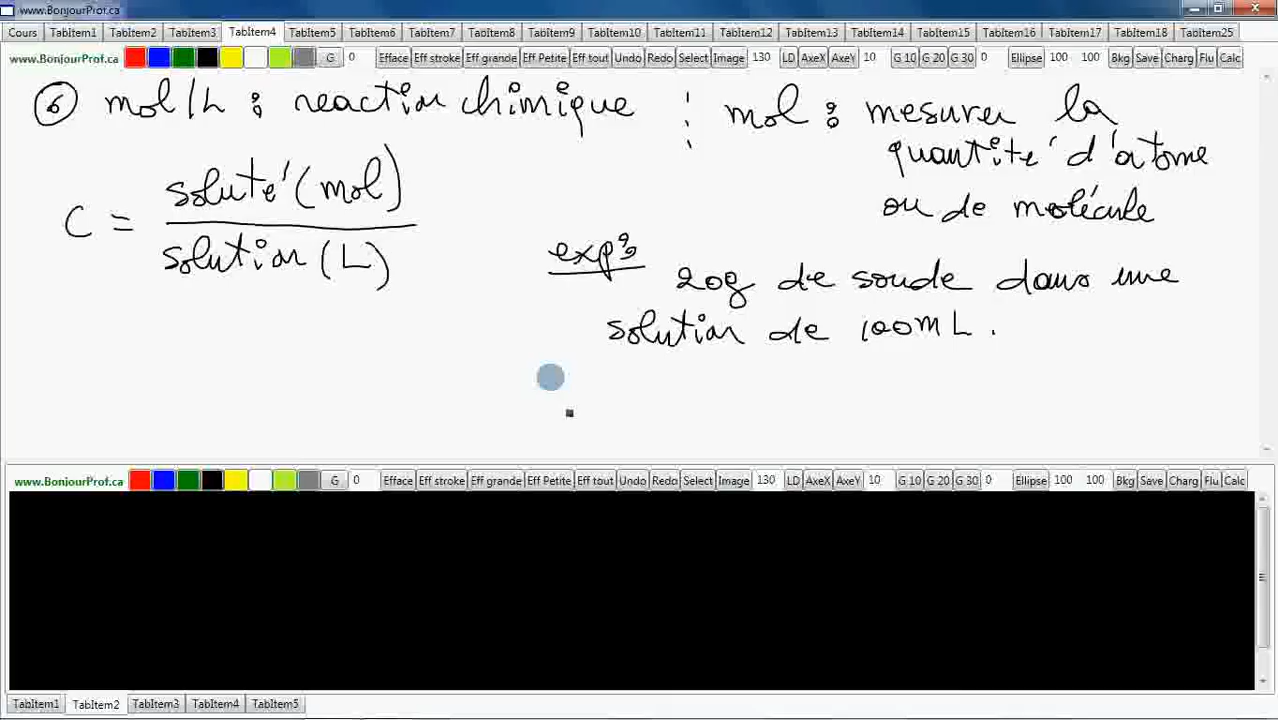 www.BonjourProf.ca
Cours TabItem1 TabItem2 TabItem3 TabItem4 TabItem5 TabItem6 TabItem7 TabItem8 TabItem9 TabItem10 TabItem11 TabItem12 TabItem13 TabItem14 TabItem15 TabItem16 TabItem17 TabItem18 TabItem25
www.BonjourProf.ca G 0 Efface Eff stroke Eff grande Eff Petite Eff tout Undo Redo Select Image 130 LD AxeX AxeY 10 G 10 G 20 G 30 0 Ellipse 100 100 Bkg Save Charg Flu Calc
6 mol/L : reaction chimique mol : mesurer la
quantité d'atome
ou de molécule
C = soluté (mol)
solution (L)
exp: 20g de soude dans une
solution de 100mL.
www.BonjourProf.ca G 0 Efface Eff stroke Eff grande Eff Petite Eff tout Undo Redo Select Image 130 LD AxeX AxeY 10 G 10 G 20 G 30 0 Ellipse 100 100 Bkg Save Charg Flu Calc
TabItem1 TabItem2 TabItem3 TabItem4 TabItem5